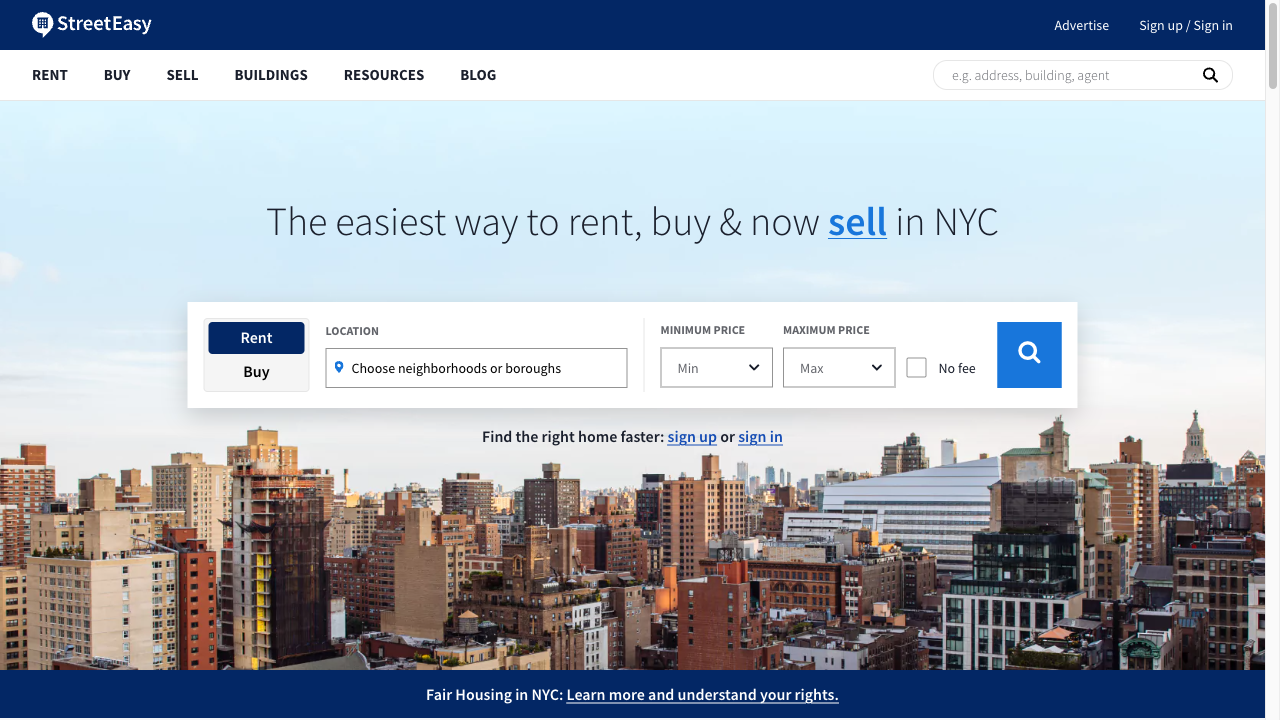 StreetEasy
Advertise
Sign up / Sign in
RENT
BUY
SELL
BUILDINGS
RESOURCES
BLOG
e.g. address, building, agent
The easiest way to rent, buy & now sell in NYC
Rent
Buy
LOCATION
Choose neighborhoods or boroughs
MINIMUM PRICE
Min
MAXIMUM PRICE
Max
No fee
Find the right home faster: sign up or sign in
Fair Housing in NYC: Learn more and understand your rights.